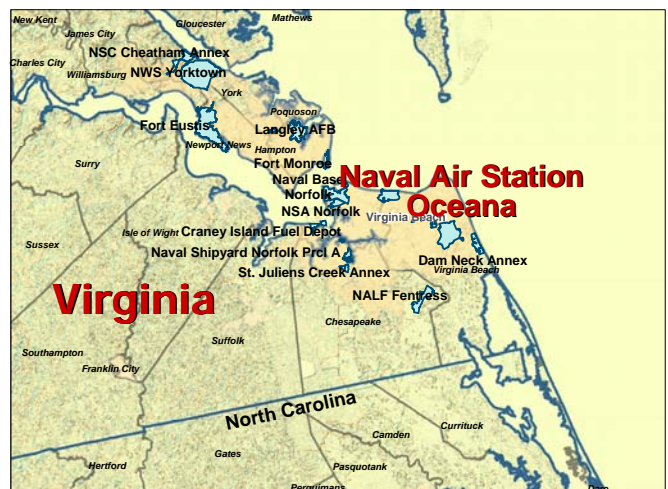 New Kent
Gloucester
Mathews
James City
NSC Cheatham Annex
Charles City
Williamsburg
NWS Yorktown
York
Poquoson
Fort Eustis
Langley AFB
Newport News
Hampton
Surry
Fort Monroe
Naval Air Station
Oceana
Naval Base
Norfolk
NSA Norfolk
Virginia Beach
Isle of Wight
Craney Island Fuel Depot
Sussex
Naval Shipyard Norfolk Prcl A
Dam Neck Annex
St. Juliens Creek Annex
Virginia Beach
Virginia
NALF Fentress
Chesapeake
Suffolk
Southampton
Franklin City
North Carolina
Currituck
Camden
Gates
Hertford
Pasquotank
Perquimans
Dare